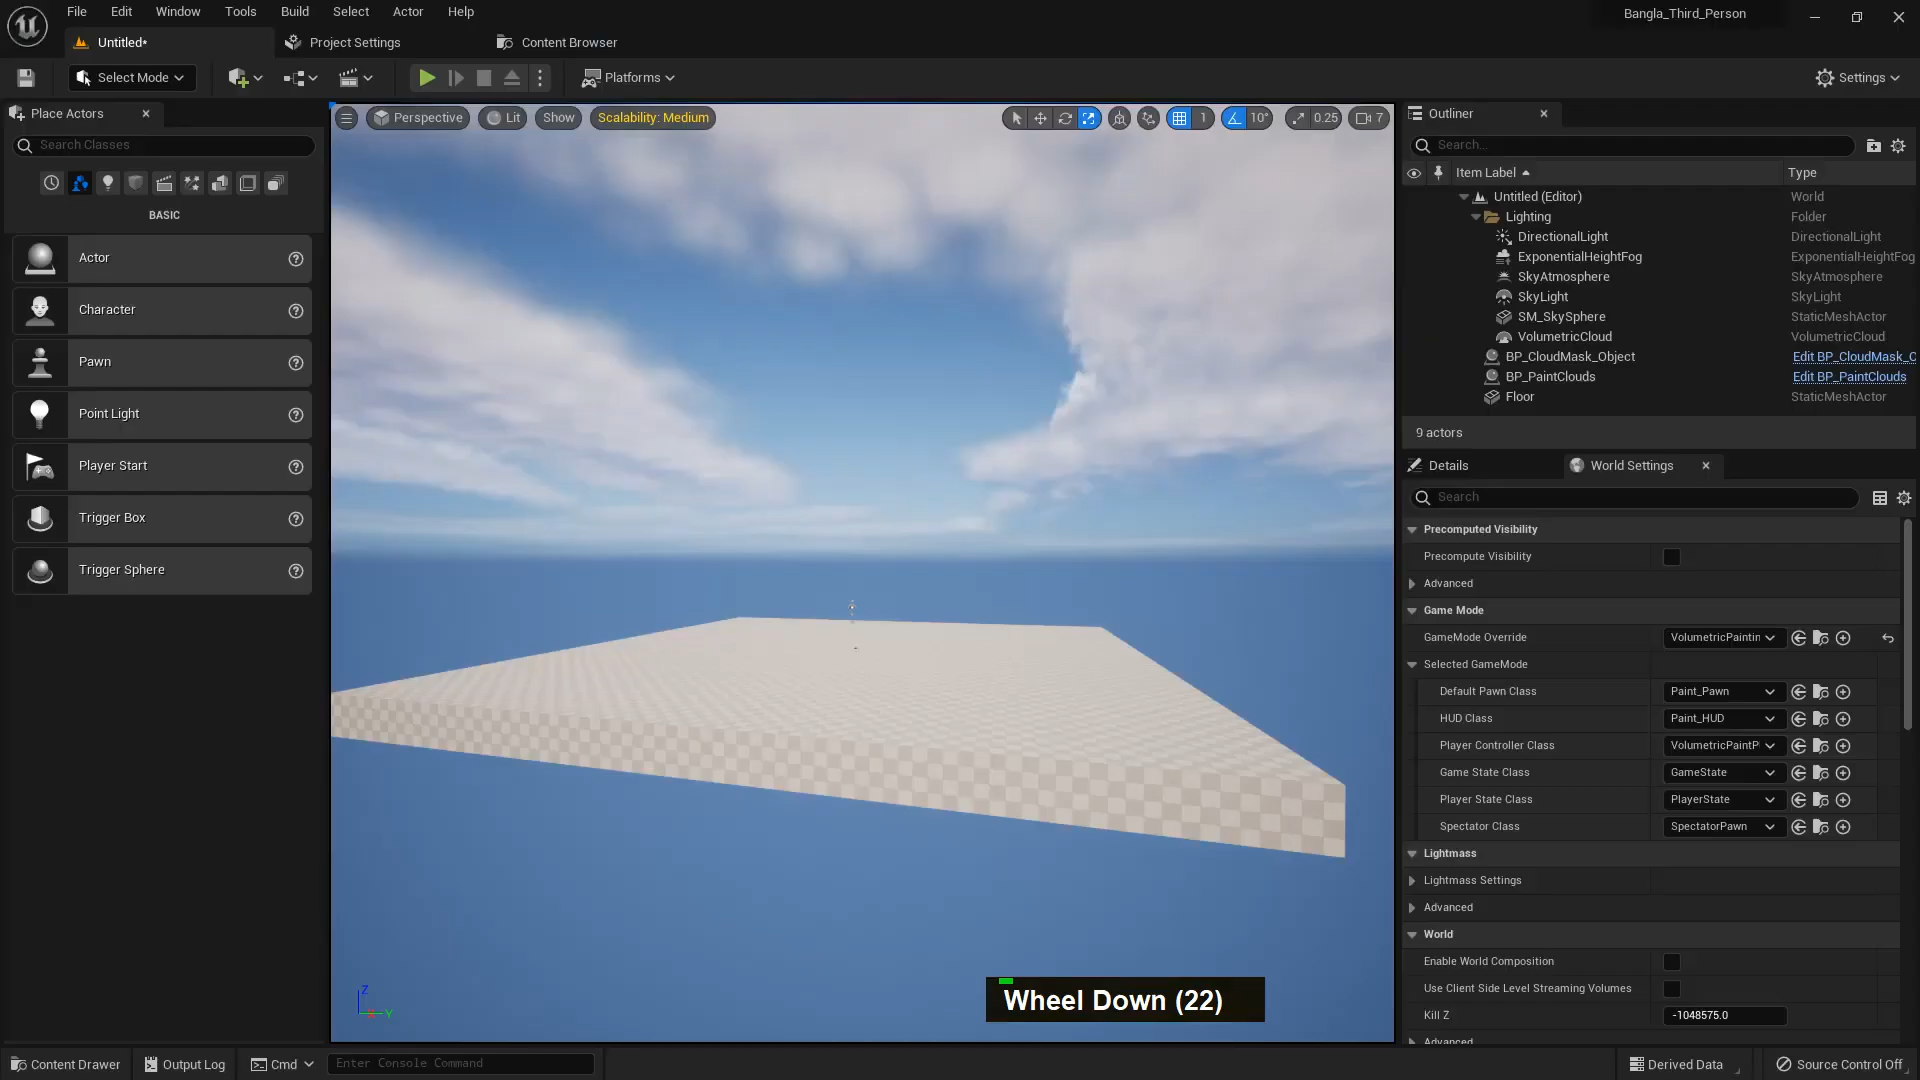 File Edit Window Tools Build Select Actor Help
Bangla_Third_Person
Untitled*
Project Settings
Content Browser
Select Mode
Platforms
Settings
Place Actors
Search Classes
BASIC
Actor
Character
Pawn
Point Light
Player Start
Trigger Box
Trigger Sphere
Perspective
Lit
Show
Scalability: Medium
1
10°
0.25
7
Z
X
Y
Wheel Down (22)
Outliner
Search...
Item Label Type
Untitled (Editor) World
Lighting Folder
DirectionalLight DirectionalLight
ExponentialHeightFog ExponentialHeightFog
SkyAtmosphere SkyAtmosphere
SkyLight SkyLight
SM_SkySphere StaticMeshActor
VolumetricCloud VolumetricCloud
BP_CloudMask_Object Edit BP_CloudMask_O
BP_PaintClouds Edit BP_PaintClouds
Floor StaticMeshActor
9 actors
Details
World Settings
Search
Precomputed Visibility
Precompute Visibility
Advanced
Game Mode
GameMode Override VolumetricPaintin
Selected GameMode
Default Pawn Class Paint_Pawn
HUD Class Paint_HUD
Player Controller Class VolumetricPaintPl
Game State Class GameState
Player State Class PlayerState
Spectator Class SpectatorPawn
Lightmass
Lightmass Settings
Advanced
World
Enable World Composition
Use Client Side Level Streaming Volumes
Kill Z -1048575.0
Advanced
Content Drawer
Output Log
Cmd
Enter Console Command
Derived Data
Source Control Off